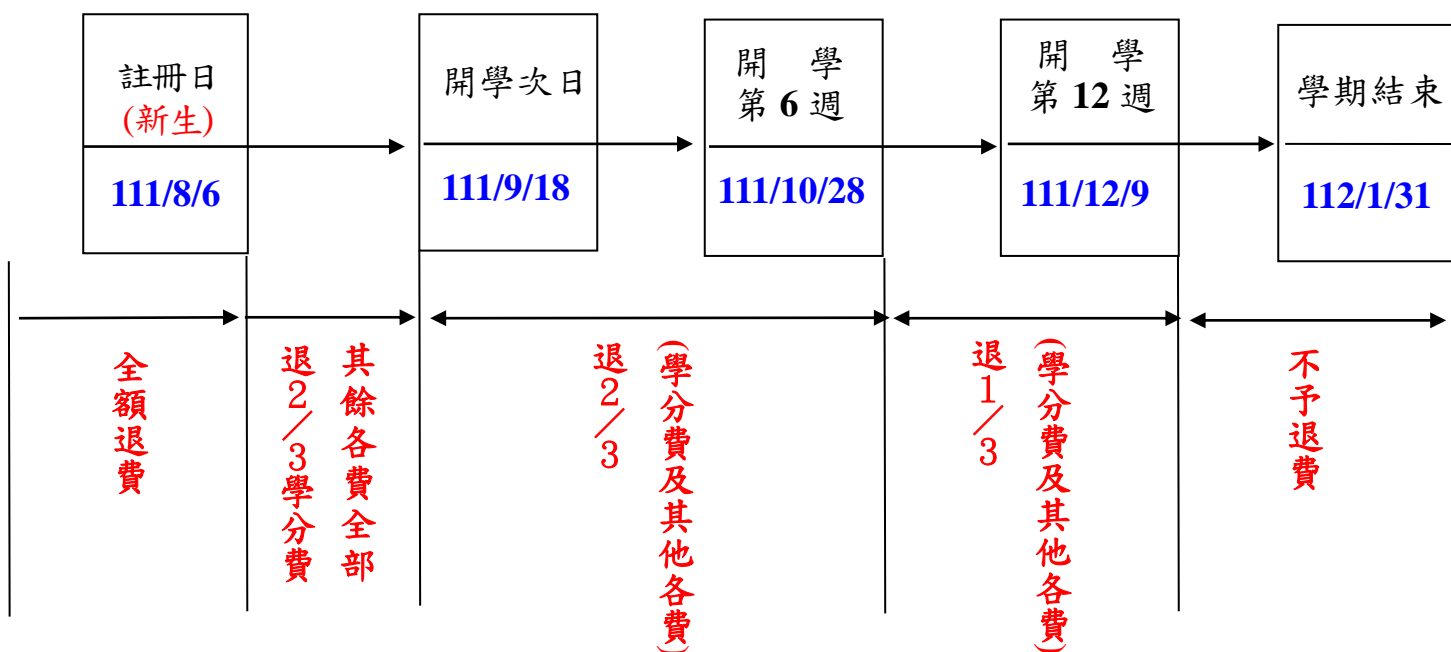 註冊日
(新生)
111/8/6
開學次日
111/9/18
開 學
第 6 週
111/10/28
開 學
第 12 週
111/12/9
學期結束
112/1/31
全額退費
退2／3學分費
其餘各費全部
退2／3
(學分費及其他各費)
退1／3
(學分費及其他各費)
不予退費